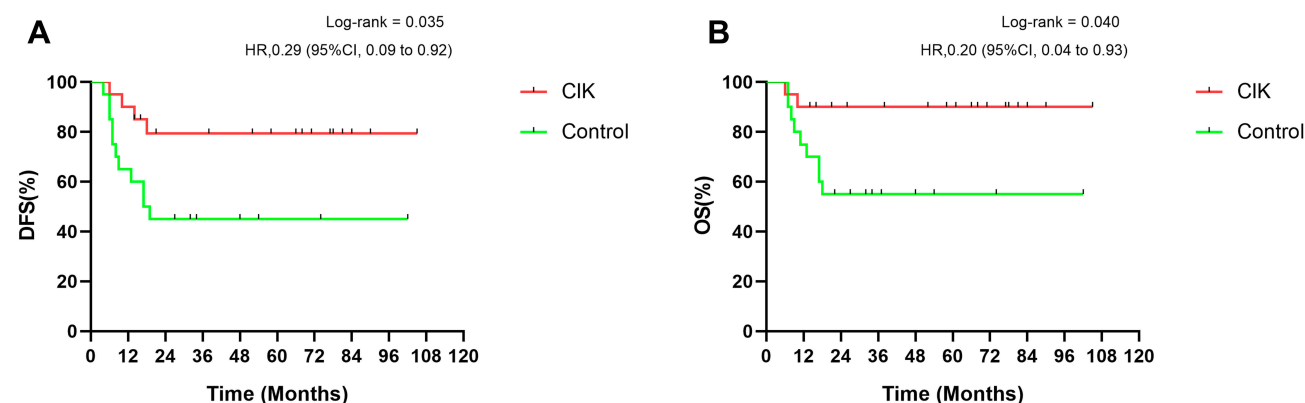 A
Log-rank = 0.035
HR,0.29 (95%CI, 0.09 to 0.92)
DFS(%)
100
80
60
40
20
0
0 12 24 36 48 60 72 84 96 108 120
Time (Months)
CIK
Control
B
Log-rank = 0.040
HR,0.20 (95%CI, 0.04 to 0.93)
OS(%)
100
80
60
40
20
0
0 12 24 36 48 60 72 84 96 108 120
Time (Months)
CIK
Control